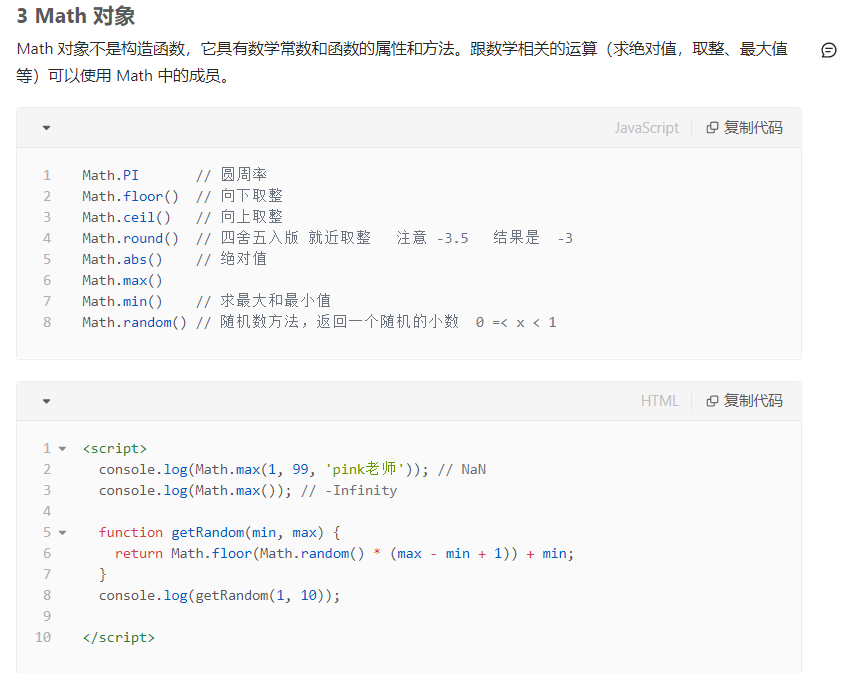 3 Math 对象
Math 对象不是构造函数，它具有数学常数和函数的属性和方法。跟数学相关的运算（求绝对值，取整、最大值
等）可以使用 Math 中的成员。
JavaScript 复制代码
1 Math.PI // 圆周率
2 Math.floor() // 向下取整
3 Math.ceil() // 向上取整
4 Math.round() // 四舍五入版 就近取整 注意 -3.5 结果是 -3
5 Math.abs() // 绝对值
6 Math.max()
7 Math.min() // 求最大和最小值
8 Math.random() // 随机数方法，返回一个随机的小数 0 =< x < 1
HTML 复制代码
1 <script>
2 console.log(Math.max(1, 99, 'pink老师')); // NaN
3 console.log(Math.max()); // -Infinity
4
5 function getRandom(min, max) {
6 return Math.floor(Math.random() * (max - min + 1)) + min;
7 }
8 console.log(getRandom(1, 10));
9
10 </script>